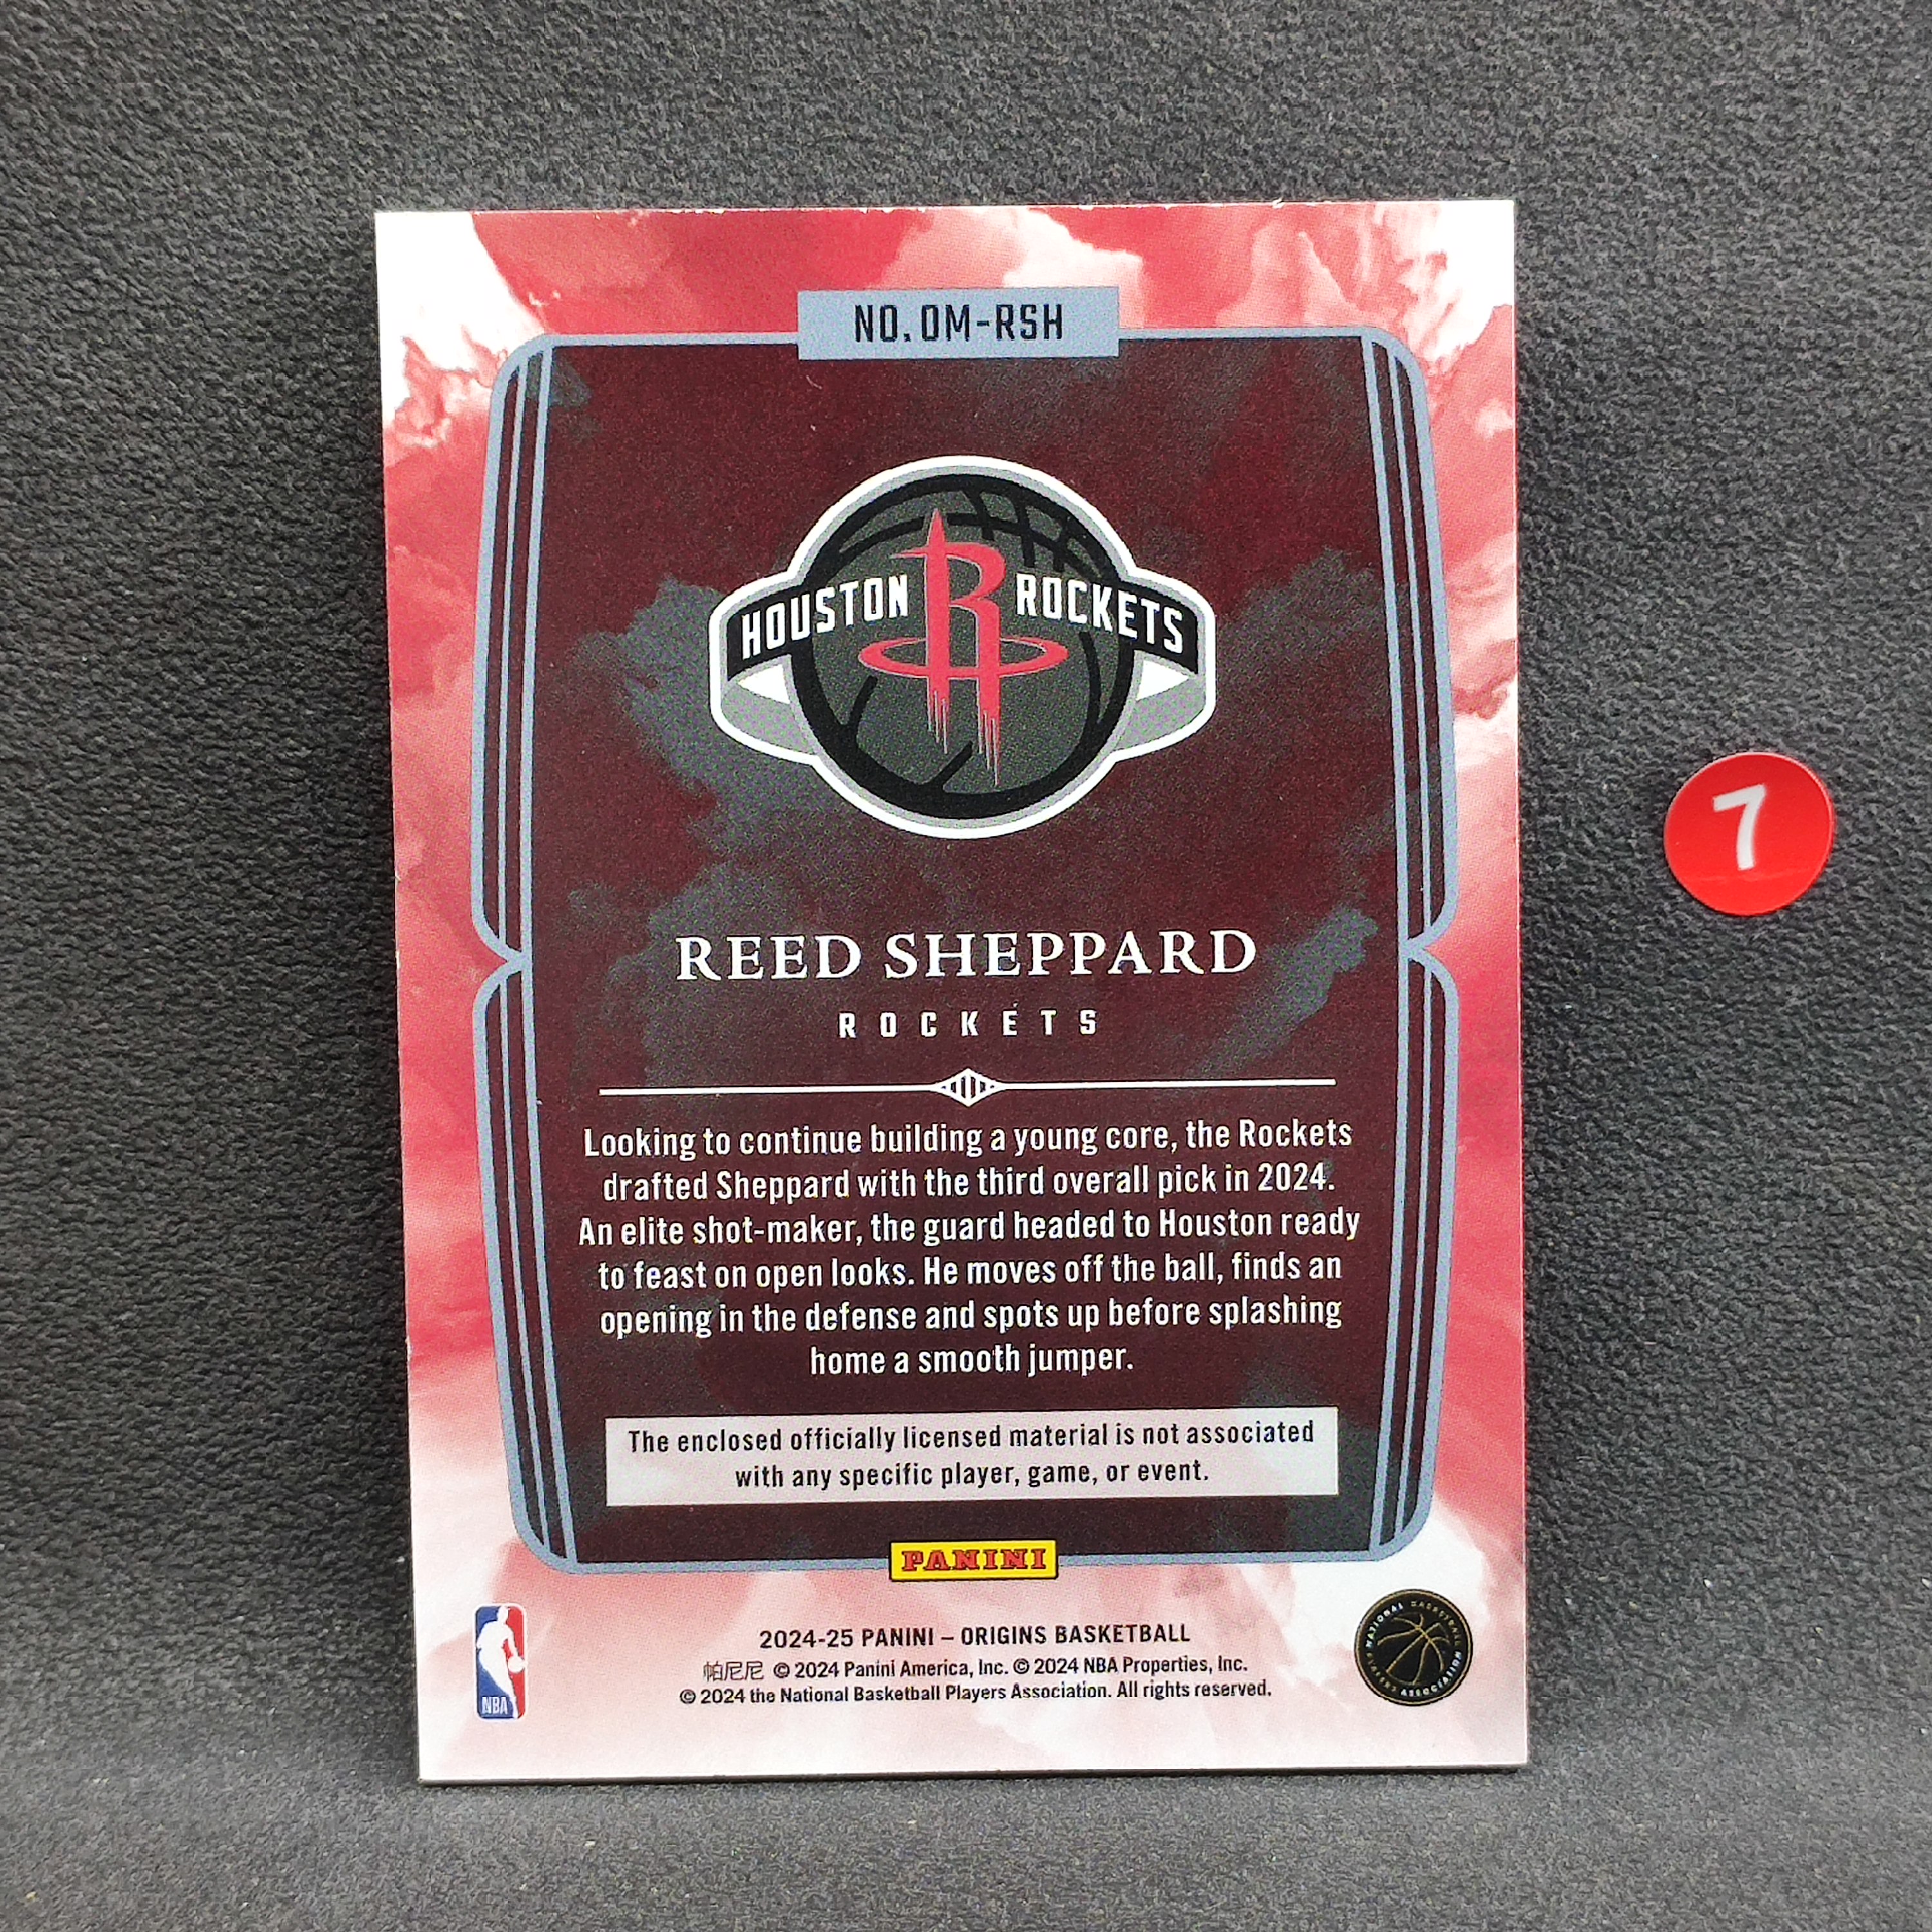 NO. OM-RSH
HOUSTON ROCKETS
7
REED SHEPPARD
ROCKETS
Looking to continue building a young core, the Rockets
drafted Sheppard with the third overall pick in 2024.
An elite shot-maker, the guard headed to Houston ready
to feast on open looks. He moves off the ball, finds an
opening in the defense and spots up before splashing
home a smooth jumper.
The enclosed officially licensed material is not associated
with any specific player, game, or event.
PANINI
2024-25 PANINI – ORIGINS BASKETBALL
帕尼尼 © 2024 Panini America, Inc. © 2024 NBA Properties, Inc.
© 2024 the National Basketball Players Association. All rights reserved.
NBA
NATIONAL BASKETBALL PLAYERS ASSOCIATION